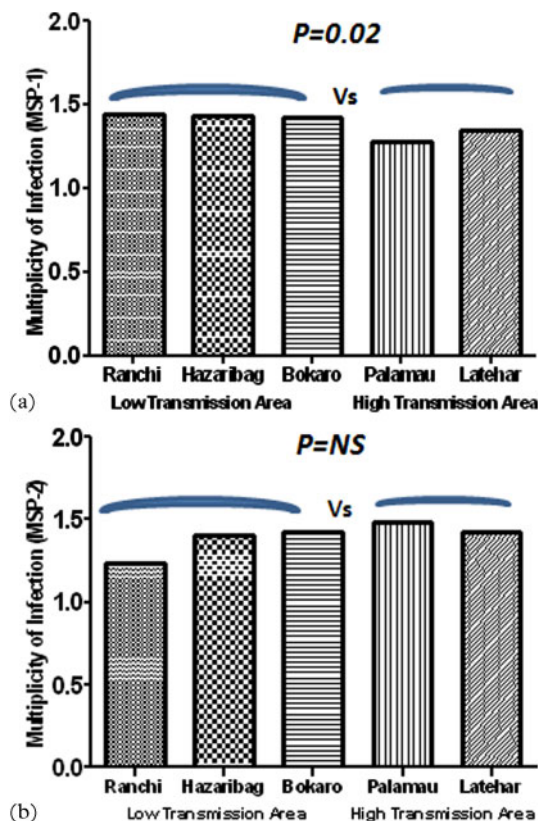 2.0
P=0.02
Multiplicity of Infection (MSP-1)
1.5
Vs
1.0
0.5
0.0
Ranchi Hazaribag Bokaro Palamau Latehar
(a) Low Transmission Area High Transmission Area
2.0
P=NS
Multiplicity of Infection (MSP-2)
1.5
Vs
1.0
0.5
0.0
Ranchi Hazaribag Bokaro Palamau Latehar
(b) Low Transmission Area High Transmission Area